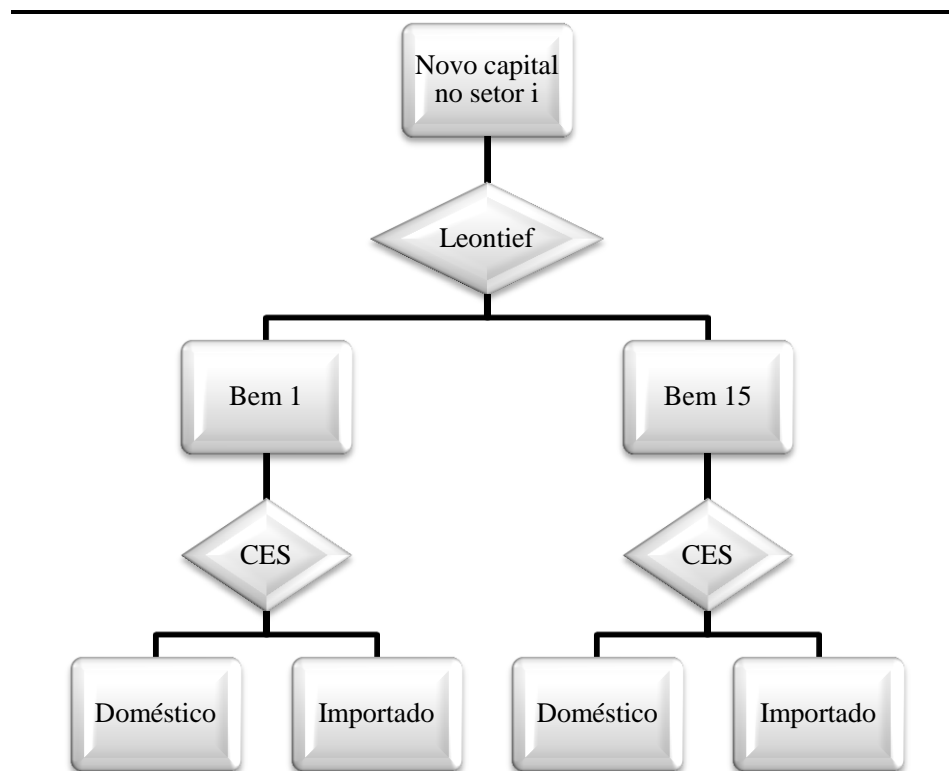 Novo capital
no setor i
Leontief
Bem 1
Bem 15
CES
CES
Doméstico
Importado
Doméstico
Importado